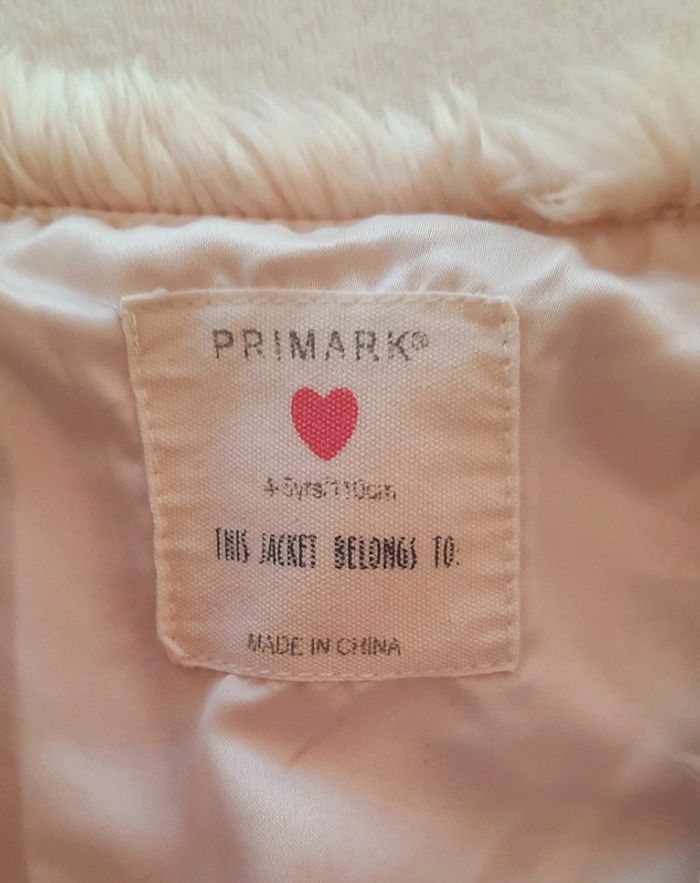 PRIMARK®
4-5yrs/110cm
THIS JACKET BELONGS TO:
MADE IN CHINA